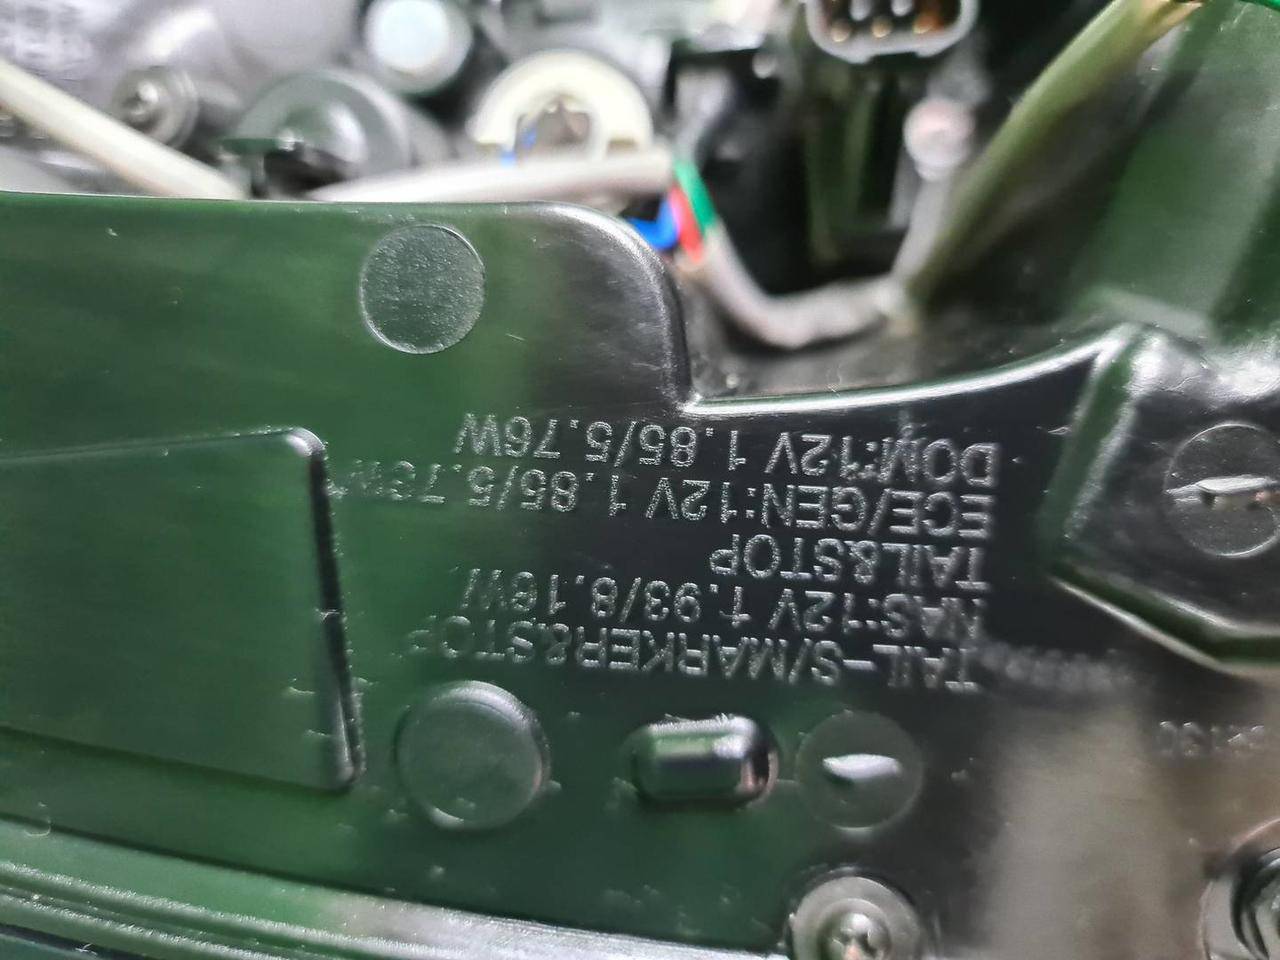 TAIL-S/MARKER&STOP
NAS:12V 1.93/8.16W
TAIL&STOP
ECE/GEN:12V 1.85/5.76W
DOM:12V 1.85/5.76W